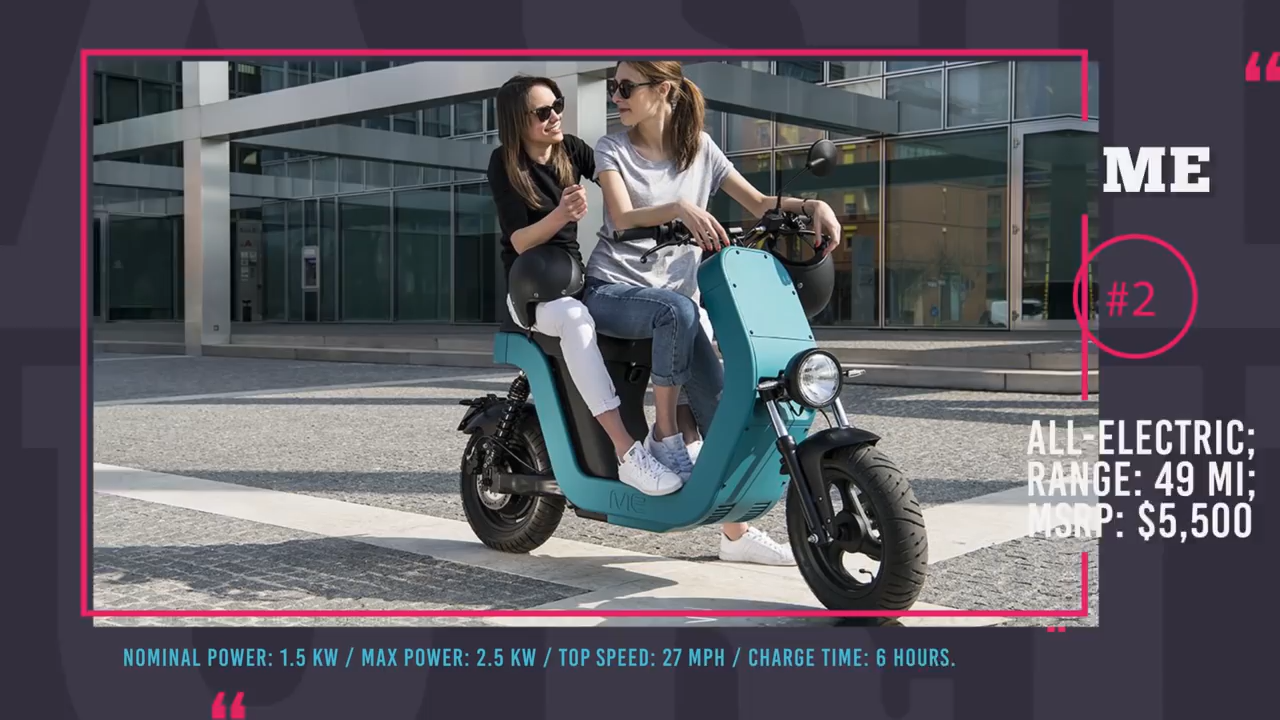 ME
#2
ALL-ELECTRIC;
RANGE: 49 MI;
MSRP: $5,500
ME
NOMINAL POWER: 1.5 KW / MAX POWER: 2.5 KW / TOP SPEED: 27 MPH / CHARGE TIME: 6 HOURS.